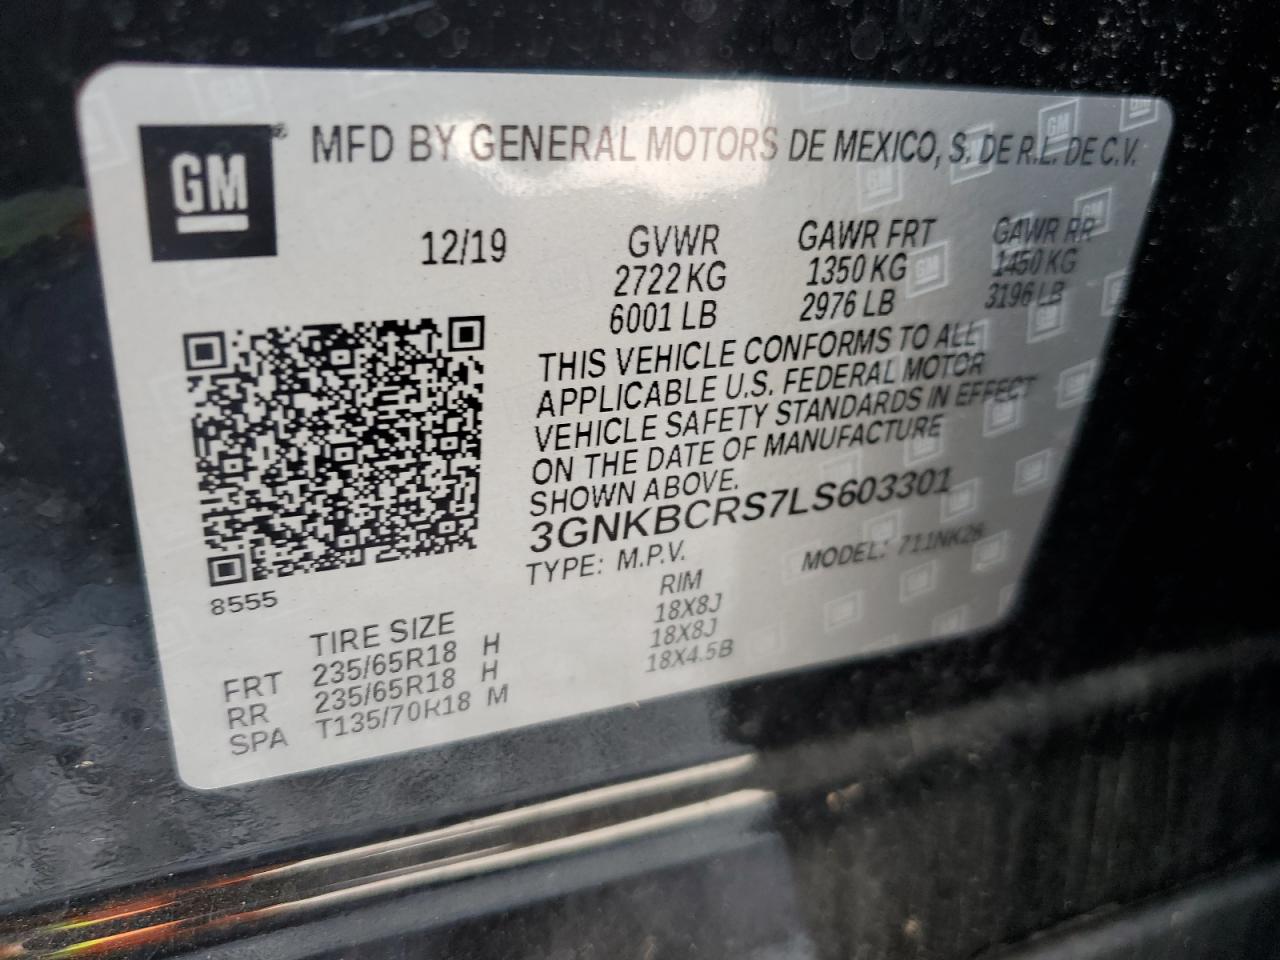 GM
MFD BY GENERAL MOTORS DE MEXICO, S. DE R.L. DE C.V.
12/19
GVWR GAWR FRT GAWR RR
2722 KG 1350 KG 1450 KG
6001 LB 2976 LB 3196 LB
THIS VEHICLE CONFORMS TO ALL
APPLICABLE U.S. FEDERAL MOTOR
VEHICLE SAFETY STANDARDS IN EFFECT
ON THE DATE OF MANUFACTURE
SHOWN ABOVE.
3GNKBCRS7LS603301
TYPE: M.P.V. MODEL: 711NK26
8555
TIRE SIZE RIM
FRT 235/65R18 H 18X8J
RR 235/65R18 H 18X8J
SPA T135/70R18 M 18X4.5B